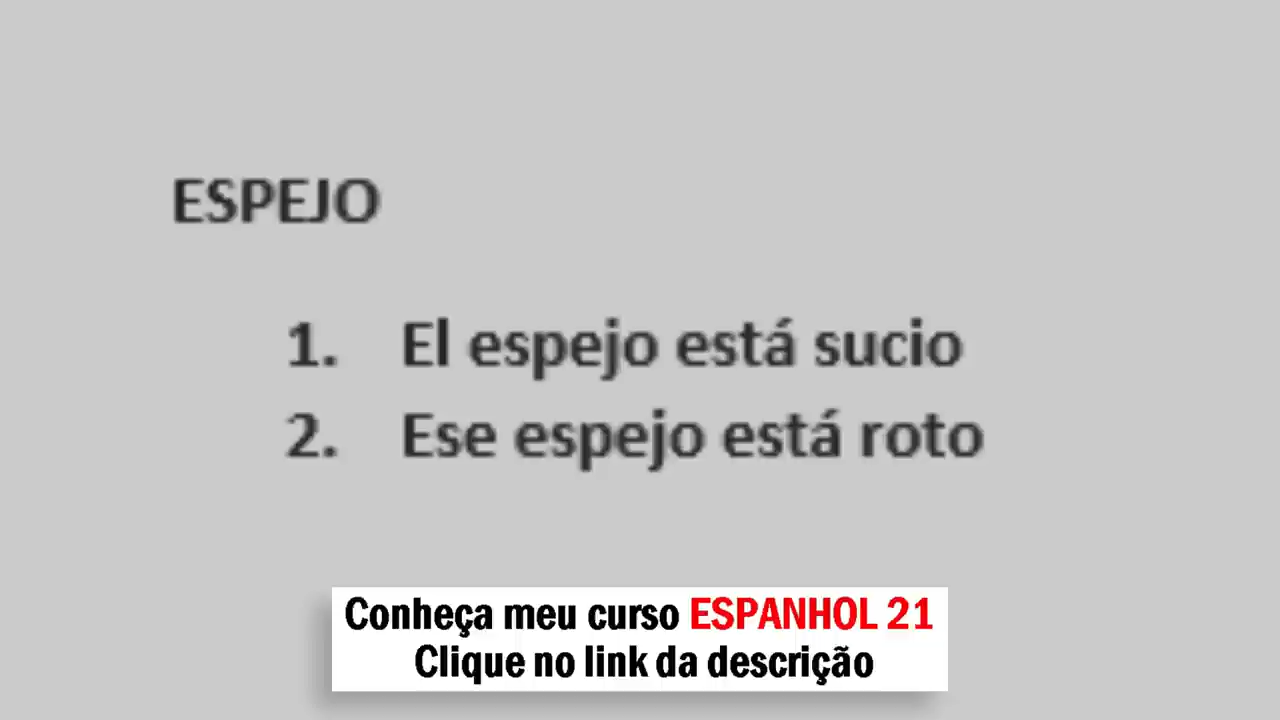 ESPEJO
1. El espejo está sucio
2. Ese espejo está roto
Conheça meu curso ESPANHOL 21
Clique no link da descrição